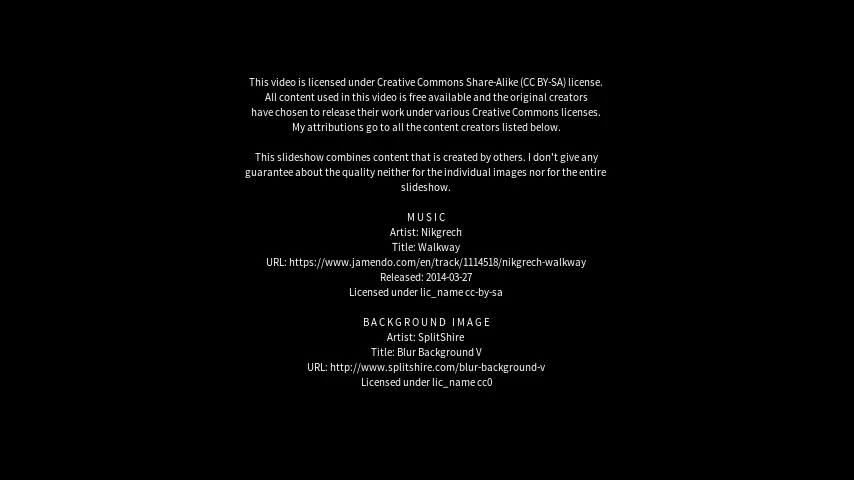 This video is licensed under Creative Commons Share-Alike (CC BY-SA) license.
All content used in this video is free available and the original creators
have chosen to release their work under various Creative Commons licenses.
My attributions go to all the content creators listed below.
This slideshow combines content that is created by others. I don't give any
guarantee about the quality neither for the individual images nor for the entire
slideshow.
MUSIC
Artist: Nikgrech
Title: Walkway
URL: https://www.jamendo.com/en/track/1114518/nikgrech-walkway
Released: 2014-03-27
Licensed under lic_name cc-by-sa
BACKGROUND IMAGE
Artist: SplitShire
Title: Blur Background V
URL: http://www.splitshire.com/blur-background-v
Licensed under lic_name cc0